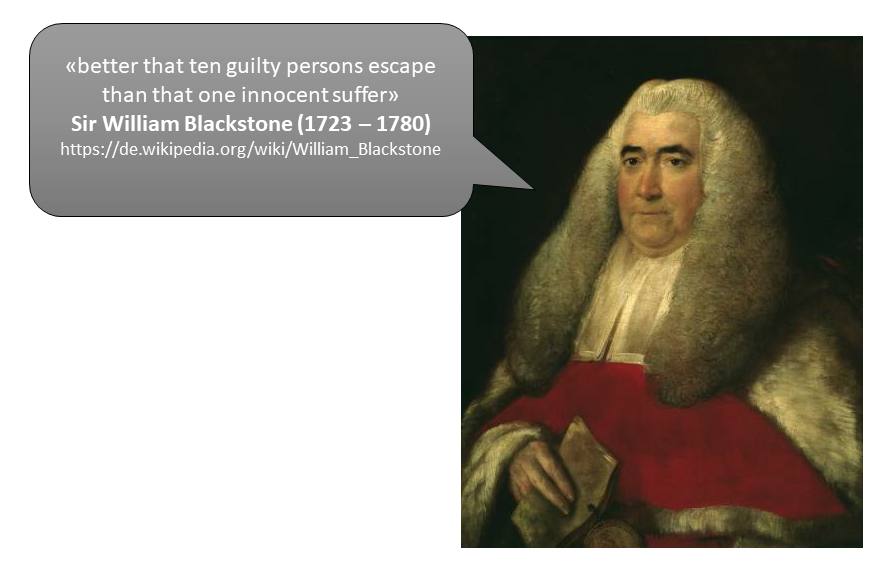 «better that ten guilty persons escape
than that one innocent suffer»
Sir William Blackstone (1723 – 1780)
https://de.wikipedia.org/wiki/William_Blackstone